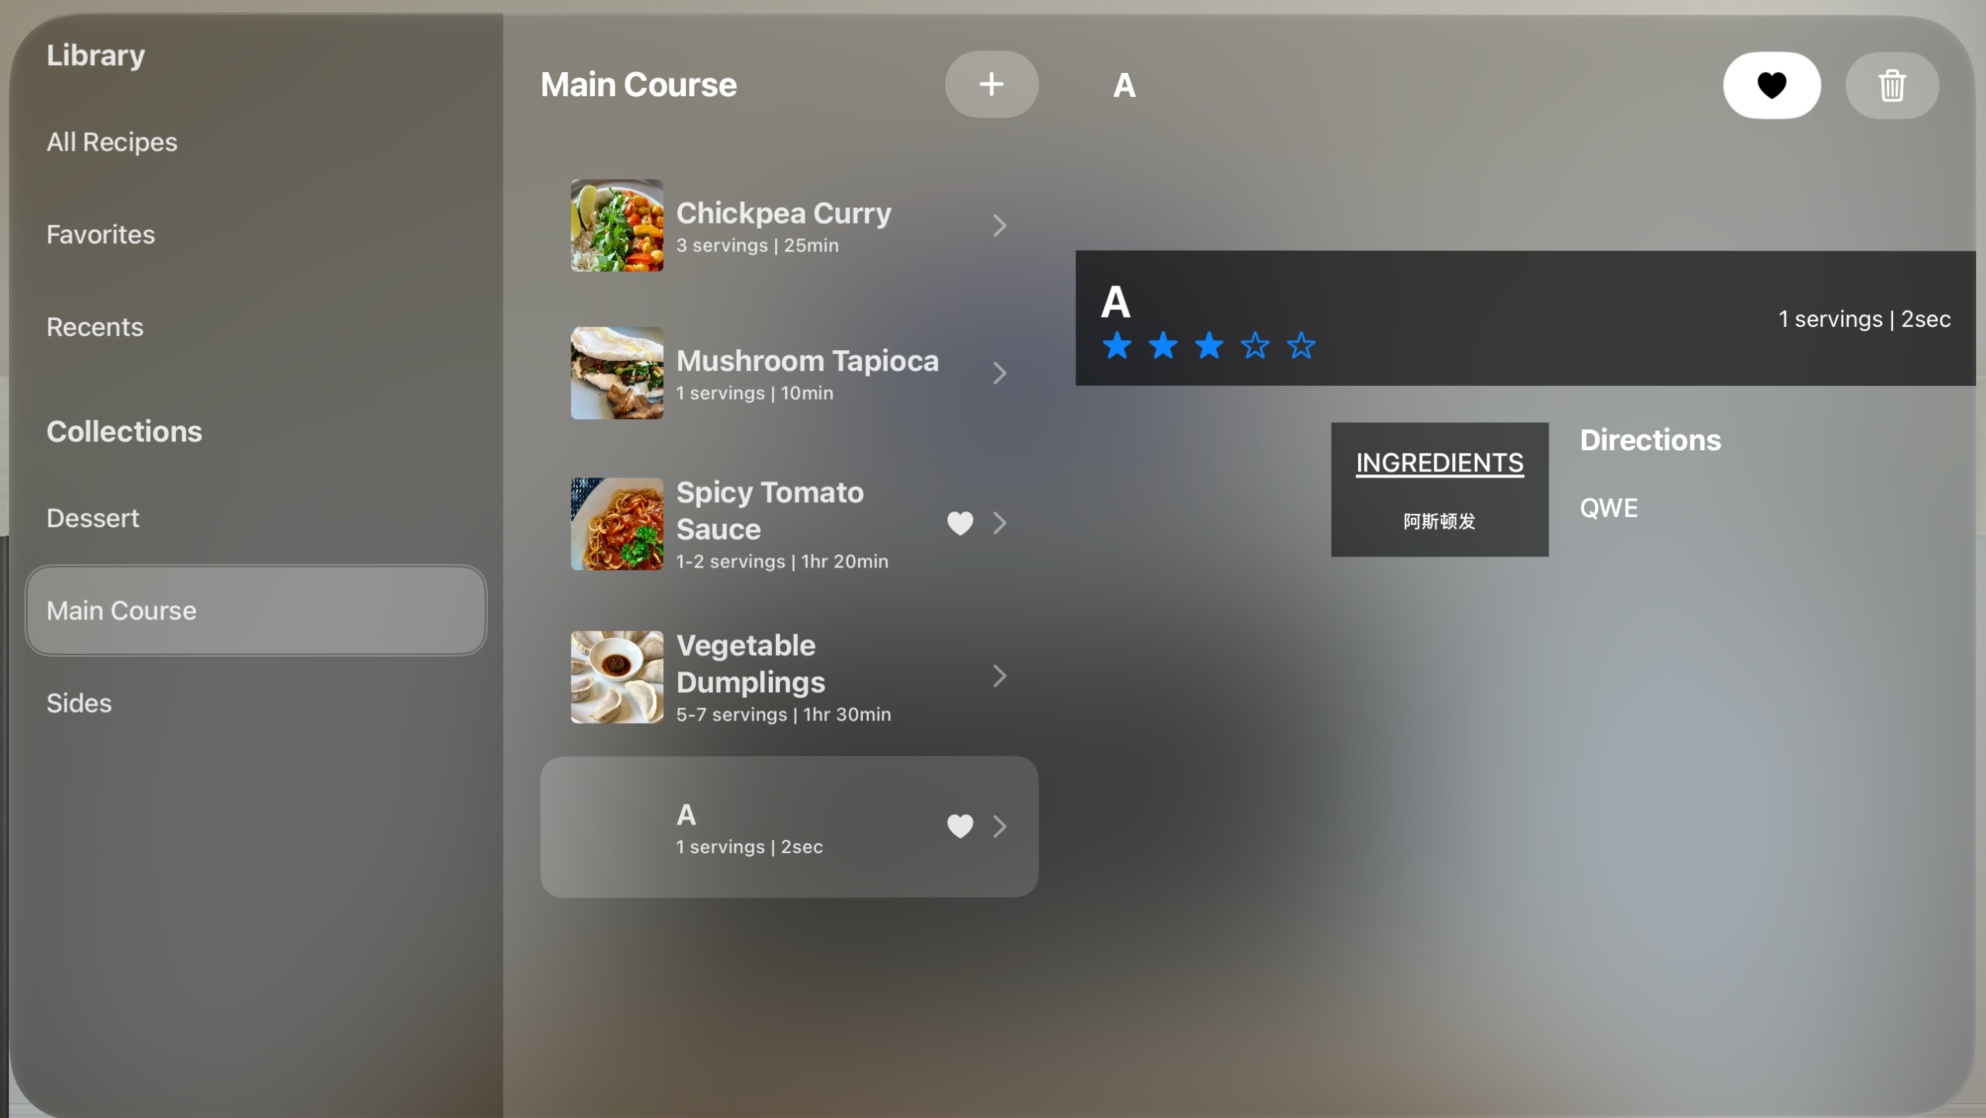 Library
All Recipes
Favorites
Recents
Collections
Dessert
Main Course
Sides
Main Course
Chickpea Curry
3 servings | 25min
Mushroom Tapioca
1 servings | 10min
Spicy Tomato
Sauce
1-2 servings | 1hr 20min
Vegetable
Dumplings
5-7 servings | 1hr 30min
A
1 servings | 2sec
A
A
1 servings | 2sec
INGREDIENTS
阿斯顿发
Directions
QWE